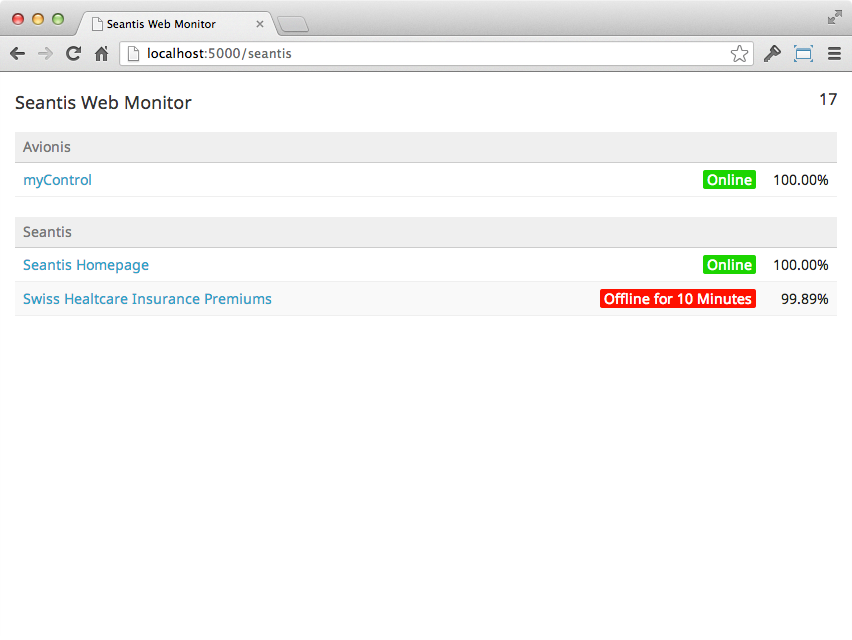 Seantis Web Monitor
localhost:5000/seantis
Seantis Web Monitor 17
Avionis
myControl Online 100.00%
Seantis
Seantis Homepage Online 100.00%
Swiss Healtcare Insurance Premiums Offline for 10 Minutes 99.89%